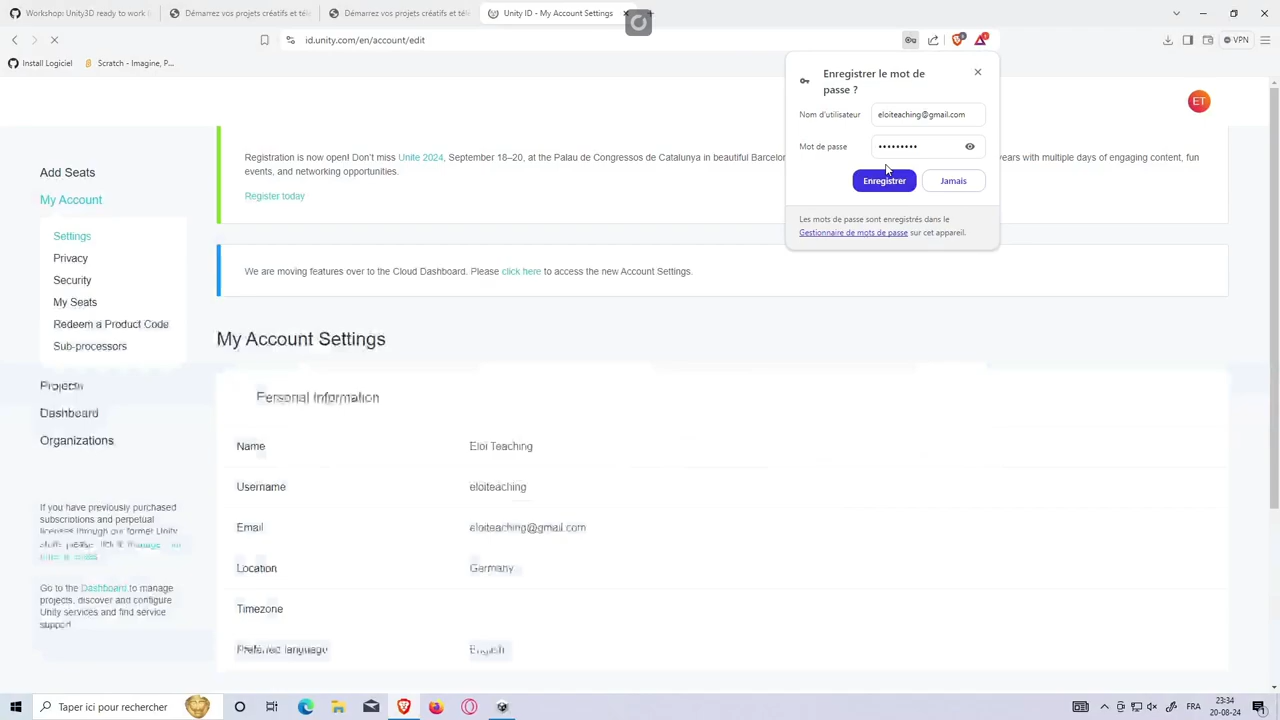 Workshop: Unity3D ready to work
Démarrez vos projets créatifs et tél
Démarrez vos projets créatifs et tél
Unity ID - My Account Settings
id.unity.com/en/account/edit
VPN
Install Logiciel
Scratch - Imagine, P...
Enregistrer le mot de
passe ?
Nom d'utilisateur
eloiteaching@gmail.com
Mot de passe
•••••••••
Enregistrer
Jamais
Les mots de passe sont enregistrés dans le
Gestionnaire de mots de passe sur cet appareil.
ET
Registration is now open! Don't miss Unite 2024, September 18–20, at the Palau de Congressos de Catalunya in beautiful Barcelon
years with multiple days of engaging content, fun
events, and networking opportunities.
Register today
We are moving features over to the Cloud Dashboard. Please click here to access the new Account Settings.
Add Seats
My Account
Settings
Privacy
Security
My Seats
Redeem a Product Code
Sub-processors
Projects
Dashboard
Organizations
If you have previously purchased
subscriptions and perpetual
licenses through our former Unity
Go to the Dashboard to manage
projects, discover and configure
Unity services and find service
support
My Account Settings
Personal Information
Name
Eloi Teaching
Username
eloiteaching
Email
eloiteaching@gmail.com
Location
Germany
Timezone
Preferred language
English
Taper ici pour rechercher
FRA
23:34
20-08-24